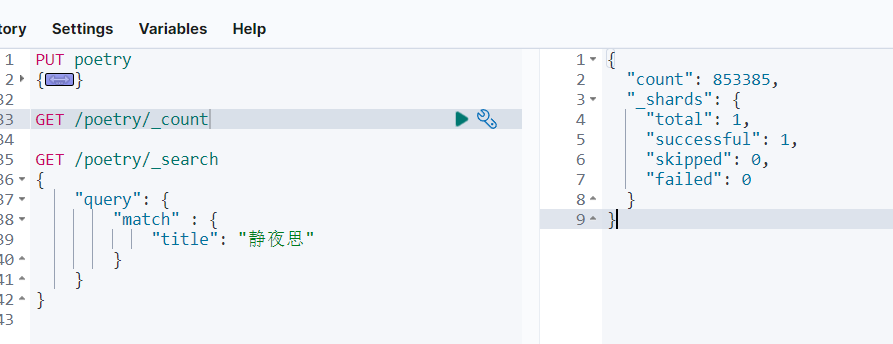 tory Settings Variables Help
1 PUT poetry
2 {}
32
33 GET /poetry/_count
34
35 GET /poetry/_search
36 {
37 "query": {
38 "match" : {
39 "title": "静夜思"
40 }
41 }
42 }
43
1 {
2 "count": 853385,
3 "_shards": {
4 "total": 1,
5 "successful": 1,
6 "skipped": 0,
7 "failed": 0
8 }
9 }